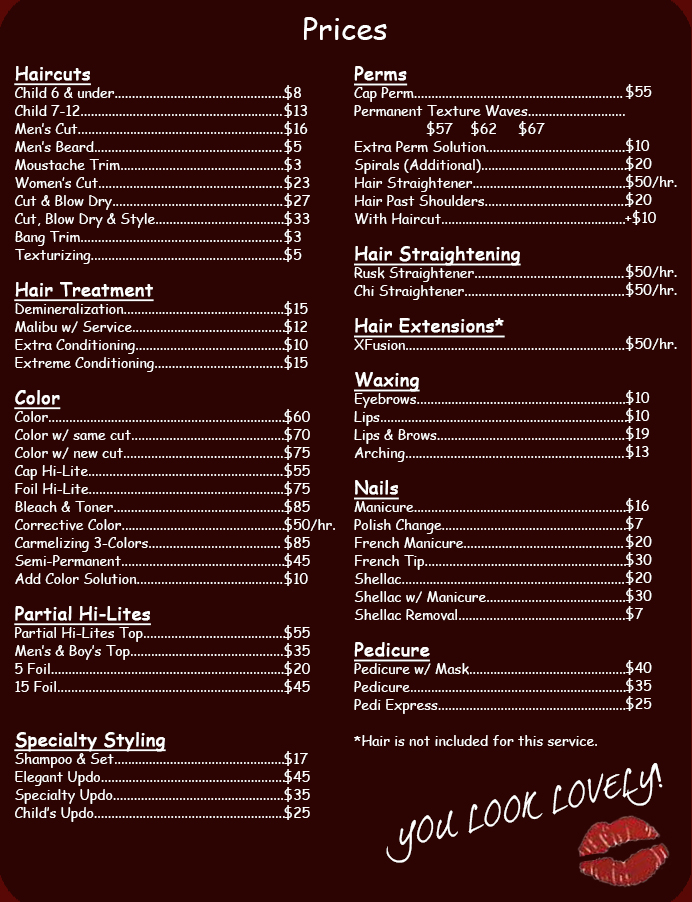 Prices
Haircuts
Child 6 & under.......................................$8
Child 7-12...............................................$13
Men's Cut................................................$16
Men's Beard............................................$5
Moustache Trim......................................$3
Women's Cut...........................................$23
Cut & Blow Dry.......................................$27
Cut, Blow Dry & Style.............................$33
Bang Trim...............................................$3
Texturizing.............................................$5
Hair Treatment
Demineralization.....................................$15
Malibu w/ Service...................................$12
Extra Conditioning..................................$10
Extreme Conditioning..............................$15
Color
Color.......................................................$60
Color w/ same cut...................................$70
Color w/ new cut.....................................$75
Cap Hi-Lite..............................................$55
Foil Hi-Lite.............................................$75
Bleach & Toner........................................$85
Corrective Color......................................$50/hr.
Carmelizing 3-Colors............................... $85
Semi-Permanent......................................$45
Add Color Solution..................................$10
Partial Hi-Lites
Partial Hi-Lites Top.................................$55
Men's & Boy's Top....................................$35
5 Foil......................................................$20
15 Foil.....................................................$45
Specialty Styling
Shampoo & Set........................................$17
Elegant Updo...........................................$45
Specialty Updo........................................$35
Child's Updo............................................$25
Perms
Cap Perm................................................. $55
Permanent Texture Waves.......................
$57 $62 $67
Extra Perm Solution.................................$10
Spirals (Additional)..................................$20
Hair Straightener....................................$50/hr.
Hair Past Shoulders.................................$20
With Haircut...........................................+$10
Hair Straightening
Rusk Straightener....................................$50/hr.
Chi Straightener......................................$50/hr.
Hair Extensions*
XFusion....................................................$50/hr.
Waxing
Eyebrows.................................................$10
Lips..........................................................$10
Lips & Brows............................................$19
Arching....................................................$13
Nails
Manicure..................................................$16
Polish Change...........................................$7
French Manicure......................................$20
French Tip...............................................$30
Shellac.....................................................$20
Shellac w/ Manicure.................................$30
Shellac Removal.......................................$7
Pedicure
Pedicure w/ Mask.....................................$40
Pedicure...................................................$35
Pedi Express............................................$25
*Hair is not included for this service.
YOU LOOK LOVELY!